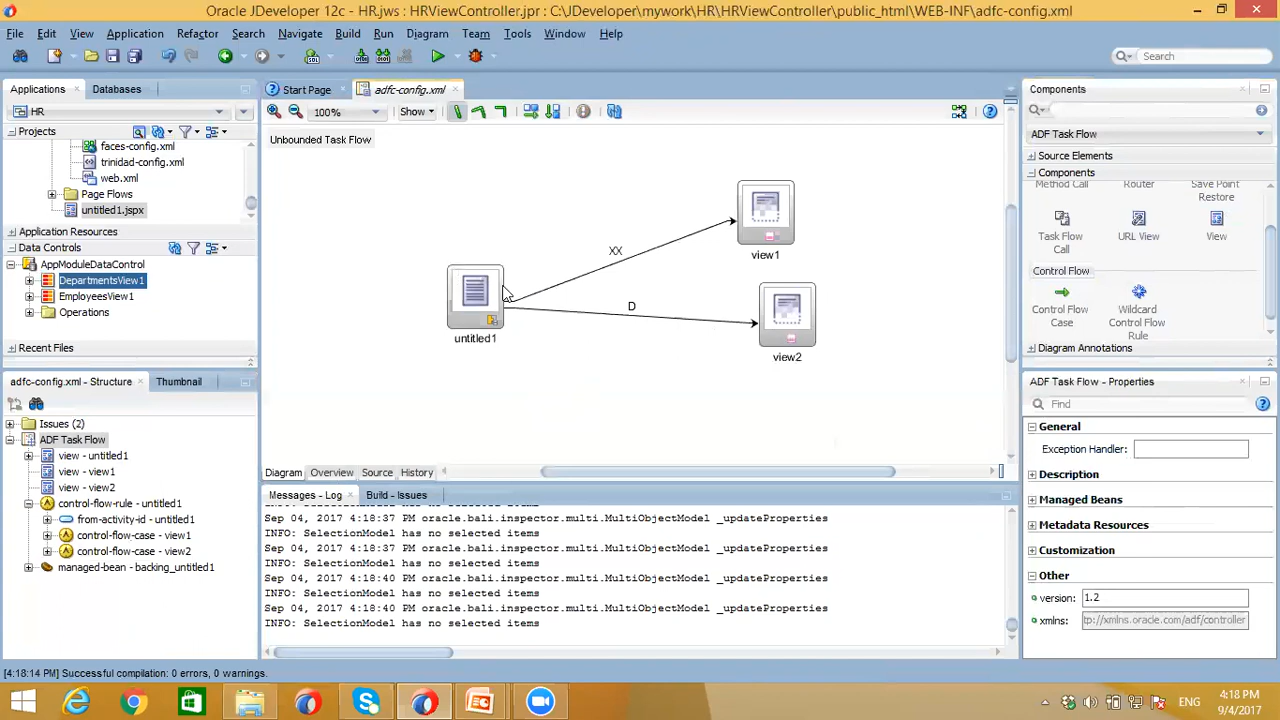 Oracle JDeveloper 12c - HR.jws : HRViewController.jpr : C:\JDeveloper\mywork\HR\HRViewController\public_html\WEB-INF\adfc-config.xml
File Edit View Application Refactor Search Navigate Build Run Diagram Team Tools Window Help
Search
Applications Databases
HR
Projects
faces-config.xml
trinidad-config.xml
web.xml
Page Flows
untitled1.jspx
Application Resources
Data Controls
AppModuleDataControl
DepartmentsView1
EmployeesView1
Operations
Recent Files
adfc-config.xml - Structure Thumbnail
Issues (2)
ADF Task Flow
view - untitled1
view - view1
view - view2
control-flow-rule - untitled1
from-activity-id - untitled1
control-flow-case - view1
control-flow-case - view2
managed-bean - backing_untitled1
Start Page adfc-config.xml
100% Show
Unbounded Task Flow
XX
view1
D
untitled1
view2
Diagram Overview Source History
Messages - Log Build - Issues
Sep 04, 2017 4:18:37 PM oracle.bali.inspector.multi.MultiObjectModel _updateProperties
INFO: SelectionModel has no selected items
Sep 04, 2017 4:18:37 PM oracle.bali.inspector.multi.MultiObjectModel _updateProperties
INFO: SelectionModel has no selected items
Sep 04, 2017 4:18:40 PM oracle.bali.inspector.multi.MultiObjectModel _updateProperties
INFO: SelectionModel has no selected items
Sep 04, 2017 4:18:40 PM oracle.bali.inspector.multi.MultiObjectModel _updateProperties
INFO: SelectionModel has no selected items
Components
ADF Task Flow
Source Elements
Components
Method Call Router Save Point Restore
Task Flow Call URL View View
Control Flow
Control Flow Case Wildcard Control Flow Rule
Diagram Annotations
ADF Task Flow - Properties
Find
General
Exception Handler:
Description
Managed Beans
Metadata Resources
Customization
Other
version: 1.2
xmlns: tp://xmlns.oracle.com/adf/controller
[4:18:14 PM] Successful compilation: 0 errors, 0 warnings.
ENG
4:18 PM
9/4/2017